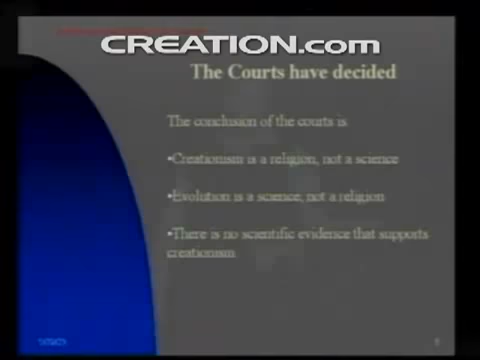 CREATION.com
The Courts have decided
The conclusion of the courts is
•Creationism is a religion, not a science
•Evolution is a science, not a religion
•There is no scientific evidence that supports
creationism